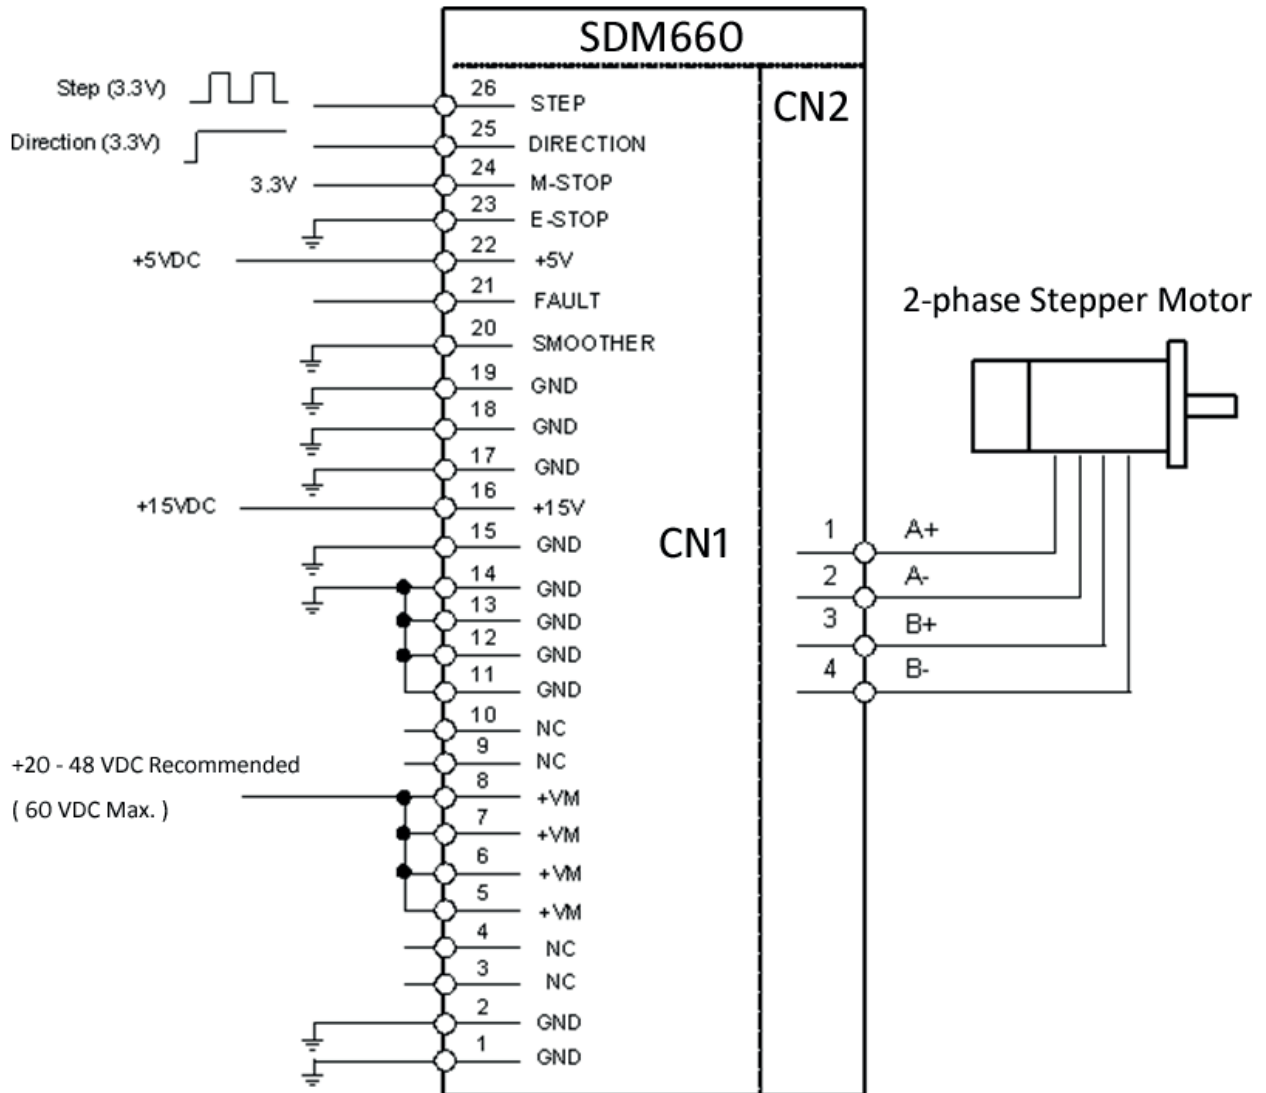 SDM660
CN2
Step (3.3V)
26
STEP
Direction (3.3V)
25
DIRECTION
3.3V
24
M-STOP
23
E-STOP
+5VDC
22
+5V
21
FAULT
20
SMOOTHER
19
GND
18
GND
17
GND
+15VDC
16
+15V
15
GND
14
GND
13
GND
12
GND
11
GND
10
NC
9
NC
+20 - 48 VDC Recommended
( 60 VDC Max. )
8
+VM
7
+VM
6
+VM
5
+VM
4
NC
3
NC
2
GND
1
GND
CN1
2-phase Stepper Motor
1
A+
2
A-
3
B+
4
B-